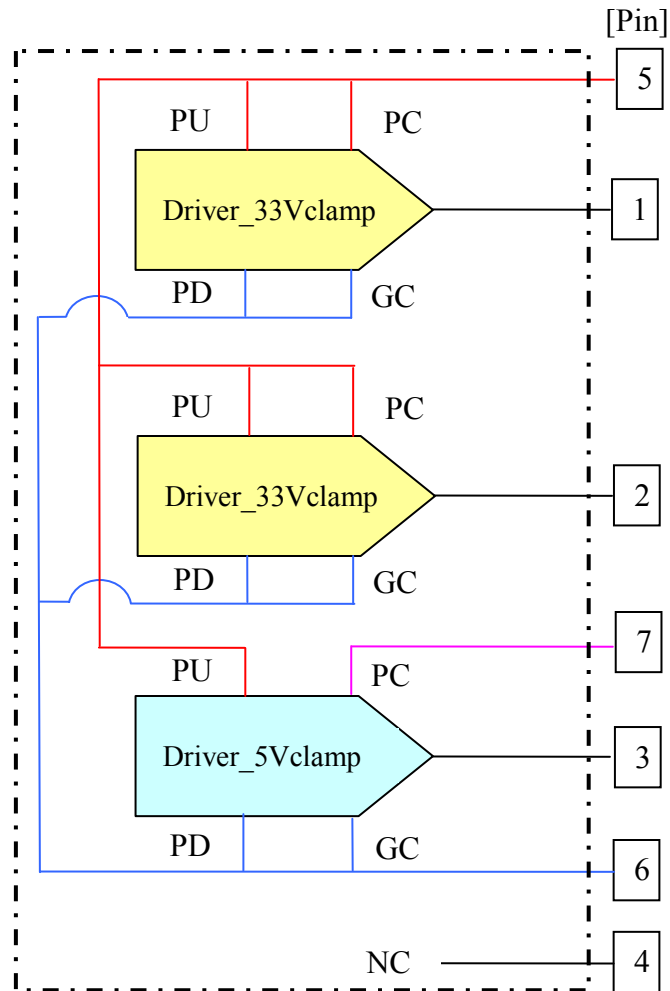 [Pin]
5
PU PC
Driver_33Vclamp
1
PD GC
PU PC
Driver_33Vclamp
2
PD GC
7
PU PC
Driver_5Vclamp
3
PD GC
6
NC
4